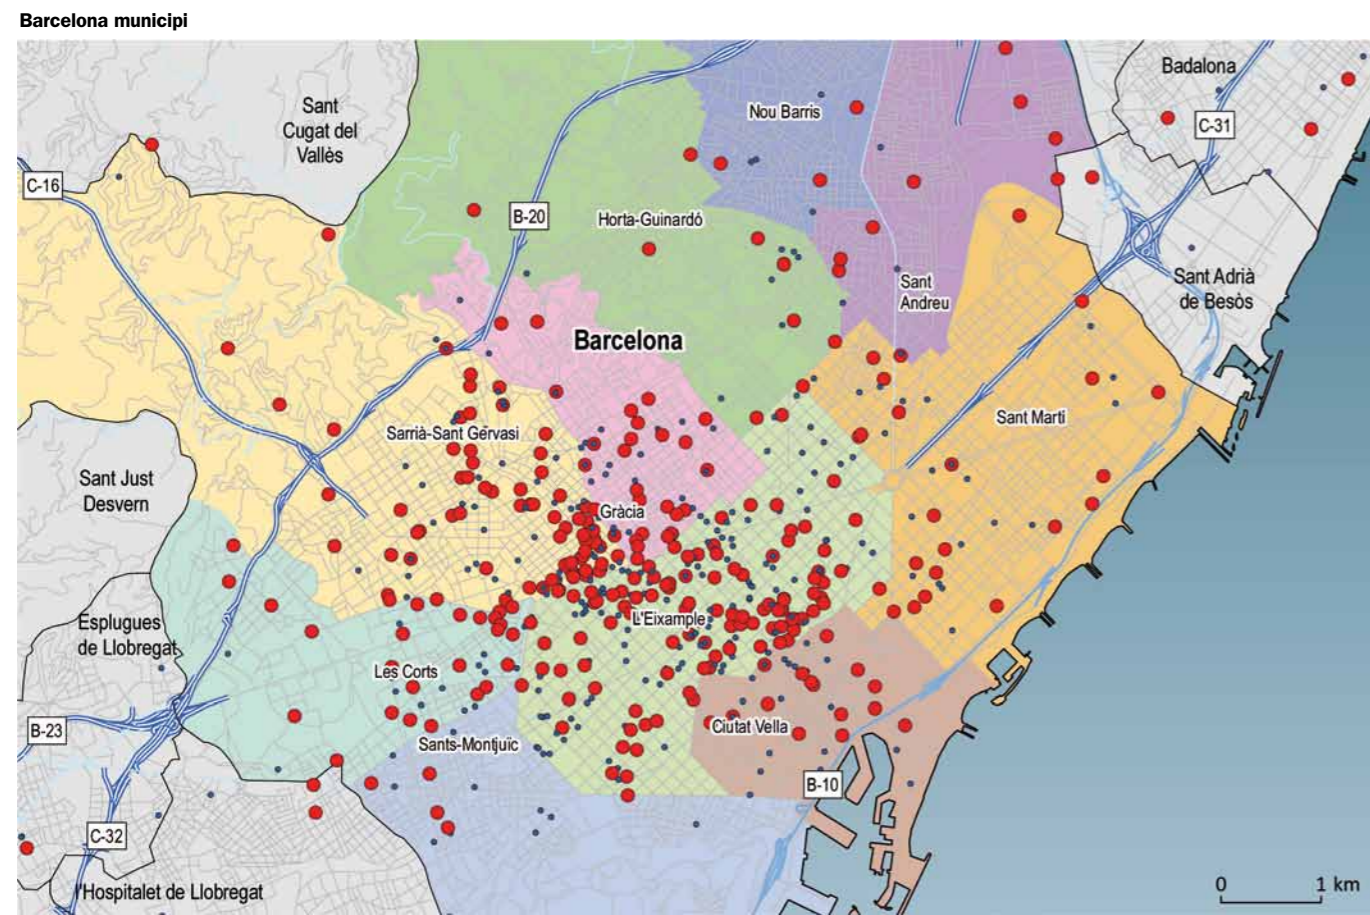 Barcelona municipi
Badalona
Sant
Cugat del
Vallès
Nou Barris
C-31
C-16
B-20
Horta-Guinardó
Sant
Andreu
Sant Adrià
de Besòs
Barcelona
Sant Martí
Sarrià-Sant Gervasi
Sant Just
Desvern
Gràcia
Esplugues
de Llobregat
L'Eixample
Les Corts
B-23
Ciutat Vella
Sants-Montjuïc
B-10
C-32
l'Hospitalet de Llobregat
0 1 km